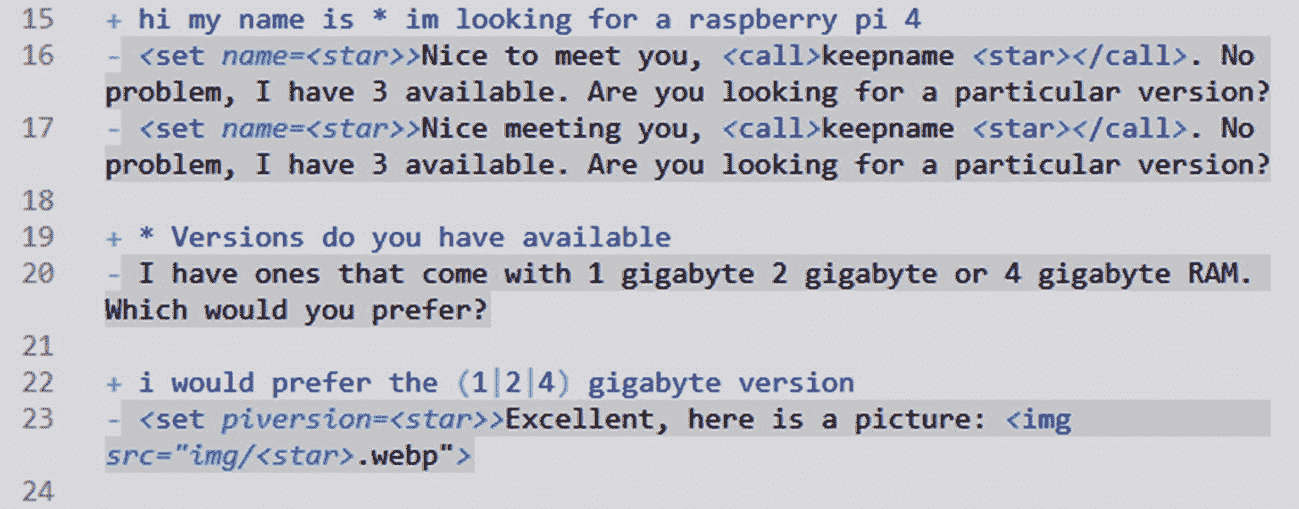 15 + hi my name is * im looking for a raspberry pi 4
16 - <set name=<star>>Nice to meet you, <call>keepname <star></call>. No
problem, I have 3 available. Are you looking for a particular version?
17 - <set name=<star>>Nice meeting you, <call>keepname <star></call>. No
problem, I have 3 available. Are you looking for a particular version?
18
19 + * Versions do you have available
20 - I have ones that come with 1 gigabyte 2 gigabyte or 4 gigabyte RAM.
Which would you prefer?
21
22 + i would prefer the (1|2|4) gigabyte version
23 - <set piversion=<star>>Excellent, here is a picture: <img
src="img/<star>.webp">
24